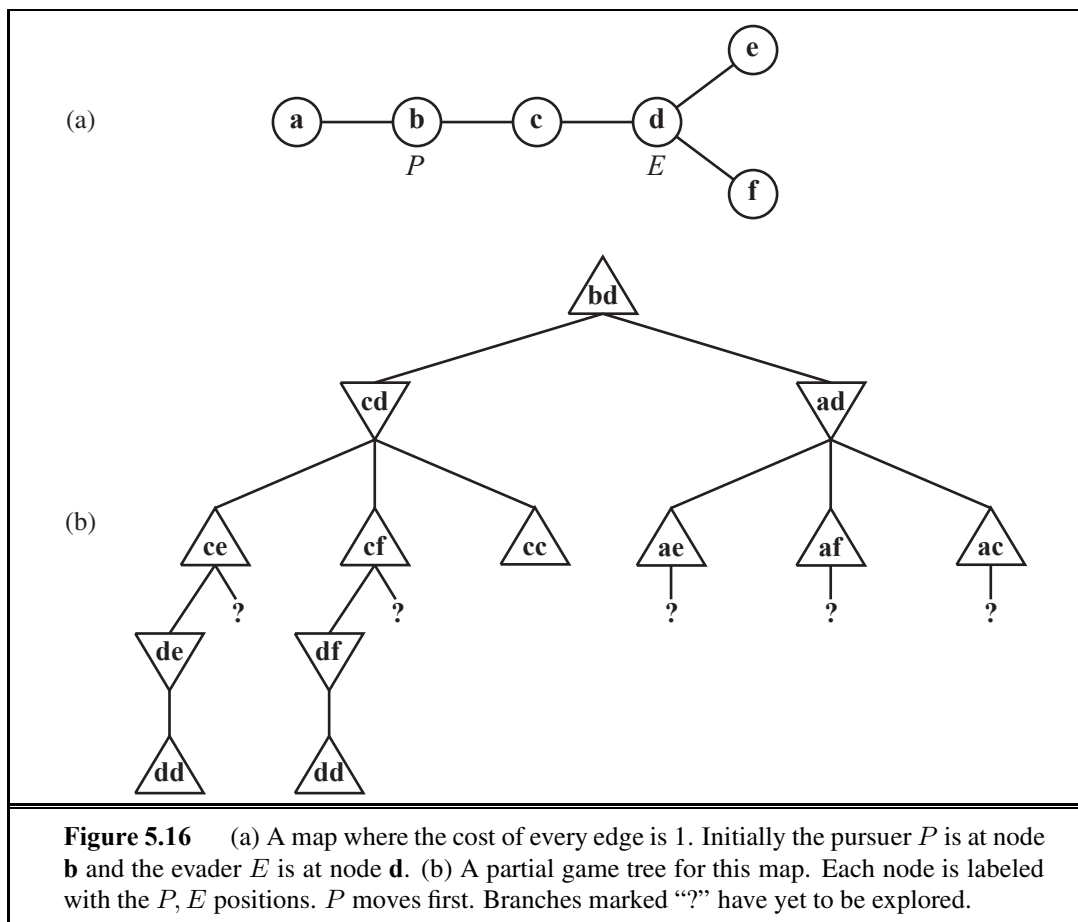 (a)
a b c d e f
P E
(b)
bd
cd ad
ce cf cc ae af ac
? ? ? ? ?
de df
dd dd
Figure 5.16 (a) A map where the cost of every edge is 1. Initially the pursuer P is at node
b and the evader E is at node d. (b) A partial game tree for this map. Each node is labeled
with the P, E positions. P moves first. Branches marked “?” have yet to be explored.